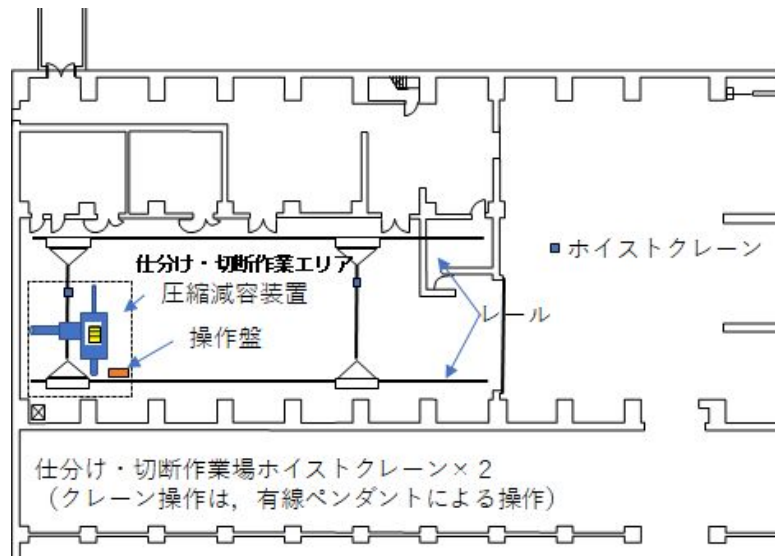 仕分け・切断作業エリア
■ホイストクレーン
圧縮減容装置
レール
操作盤
仕分け・切断作業場ホイストクレーン×２
（クレーン操作は，有線ペンダントによる操作）